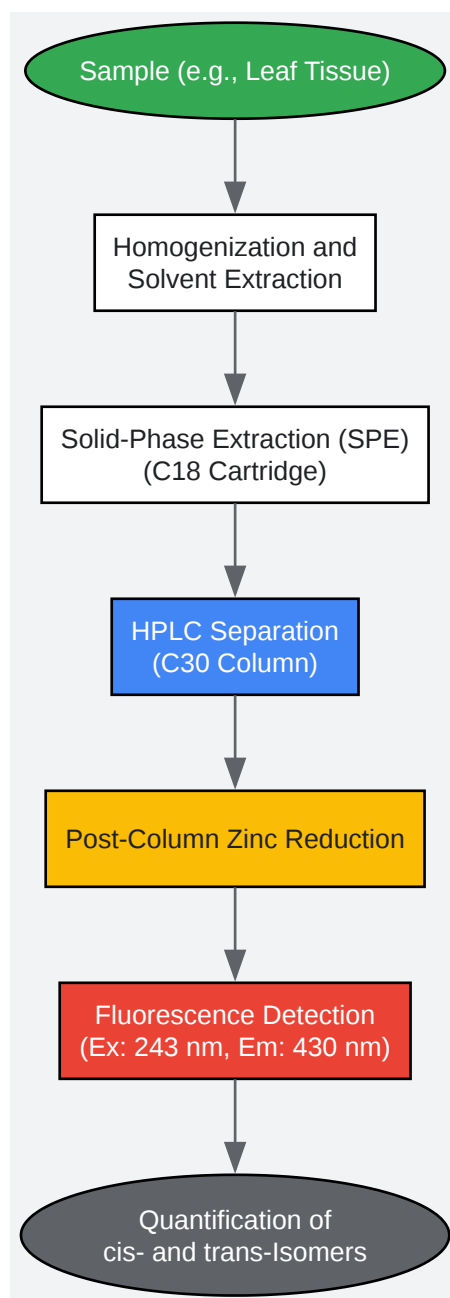 Sample (e.g., Leaf Tissue)
Homogenization and
Solvent Extraction
Solid-Phase Extraction (SPE)
(C18 Cartridge)
HPLC Separation
(C30 Column)
Post-Column Zinc Reduction
Fluorescence Detection
(Ex: 243 nm, Em: 430 nm)
Quantification of
cis- and trans-Isomers